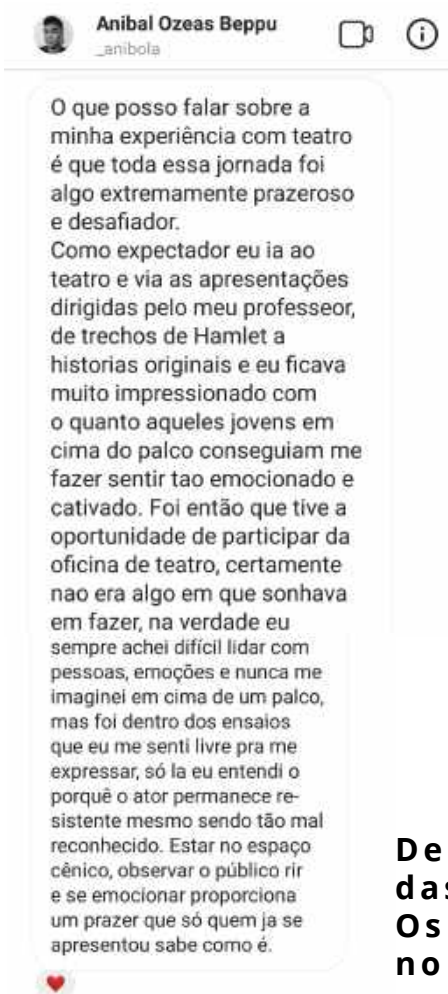 Anibal Ozeas Beppu
_anibola
O que posso falar sobre a
minha experiência com teatro
é que toda essa jornada foi
algo extremamente prazeroso
e desafiador.
Como expectador eu ia ao
teatro e via as apresentações
dirigidas pelo meu professeor,
de trechos de Hamlet a
historias originais e eu ficava
muito impressionado com
o quanto aqueles jovens em
cima do palco conseguiam me
fazer sentir tao emocionado e
cativado. Foi então que tive a
oportunidade de participar da
oficina de teatro, certamente
nao era algo em que sonhava
em fazer, na verdade eu
sempre achei difícil lidar com
pessoas, emoções e nunca me
imaginei em cima de um palco,
mas foi dentro dos ensaios
que eu me senti livre pra me
expressar, só la eu entendi o
porquê o ator permanece re-
sistente mesmo sendo tão mal
reconhecido. Estar no espaço
cênico, observar o público rir
e se emocionar proporciona
um prazer que só quem ja se
apresentou sabe como é.
De
das
Os
no